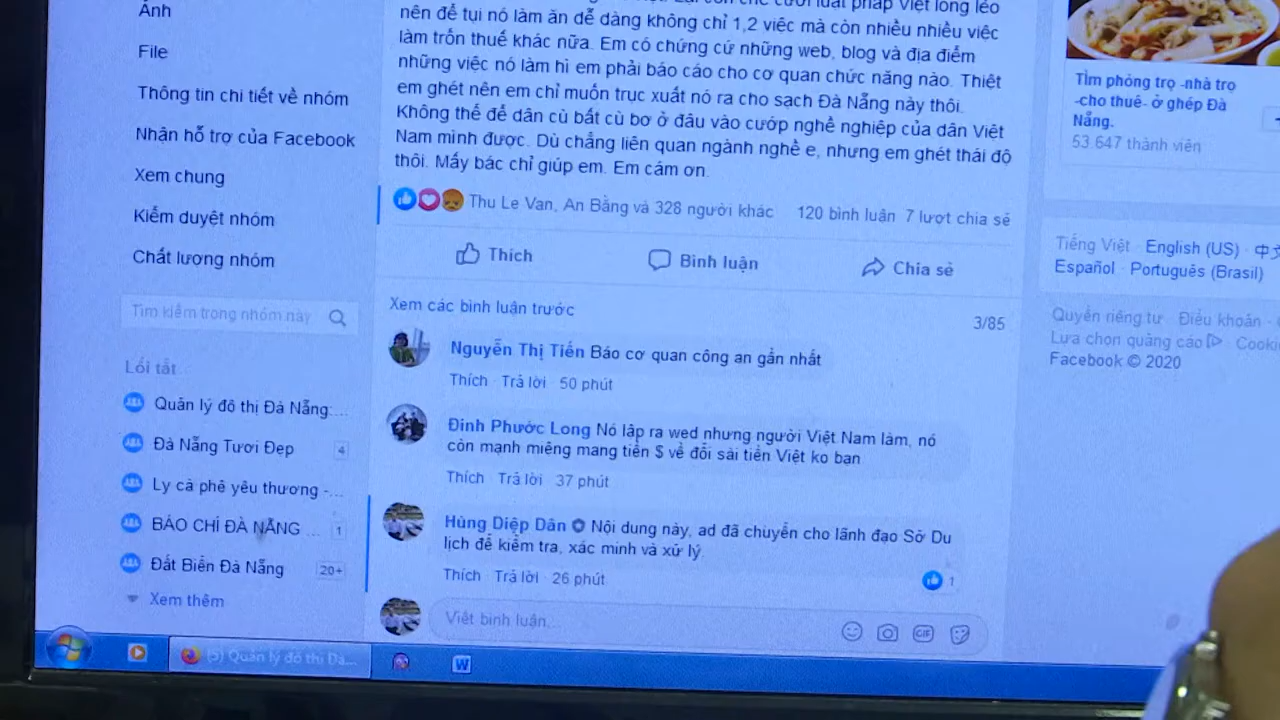 Ảnh
File
Thông tin chi tiết về nhóm
Nhận hỗ trợ của Facebook
Xem chung
Kiểm duyệt nhóm
Chất lượng nhóm
Tìm kiếm trong nhóm này
Lối tắt
Quản lý đô thị Đà Nẵng:...
Đà Nẵng Tươi Đẹp 4
Ly cà phê yêu thương -...
BÁO CHÍ ĐÀ NẴNG ... 1
Đất Biển Đà Nẵng 20+
Xem thêm
luật pháp Việt lỏng lẻo
nên để tụi nó làm ăn dễ dàng không chỉ 1,2 việc mà còn nhiều nhiều việc
làm trốn thuế khác nữa. Em có chứng cứ những web, blog và địa điểm
những việc nó làm hì em phải báo cáo cho cơ quan chức năng nào. Thiệt
em ghét nên em chỉ muốn trục xuất nó ra cho sạch Đà Nẵng này thôi.
Không thể để dân cù bất cù bơ ở đâu vào cướp nghề nghiệp của dân Việt
Nam mình được. Dù chẳng liên quan ngành nghề e, nhưng em ghét thái độ
thôi. Mấy bác chỉ giúp em. Em cám ơn.
Thu Le Van, An Bằng và 328 người khác 120 bình luận 7 lượt chia sẻ
Thích Bình luận Chia sẻ
Xem các bình luận trước 3/85
Nguyễn Thị Tiến Báo cơ quan công an gần nhất
Thích · Trả lời · 50 phút
Đinh Phước Long Nó lập ra wed nhưng người Việt Nam làm, nó
còn mạnh miệng mang tiền $ về đổi sài tiền Việt ko bạn
Thích · Trả lời · 37 phút
Hùng Diệp Dân Nội dung này, ad đã chuyển cho lãnh đạo Sở Du
lịch để kiểm tra, xác minh và xử lý.
Thích · Trả lời · 26 phút 1
Viết bình luận...
GIF
Tìm phòng trọ -nhà trọ
-cho thuê- ở ghép Đà
Nẵng.
53.647 thành viên
Tiếng Việt · English (US) · 中文
Español · Português (Brasil)
Quyền riêng tư · Điều khoản ·
Lựa chọn quảng cáo
Facebook © 2020
(5) Quản lý đô thị Đà...
W